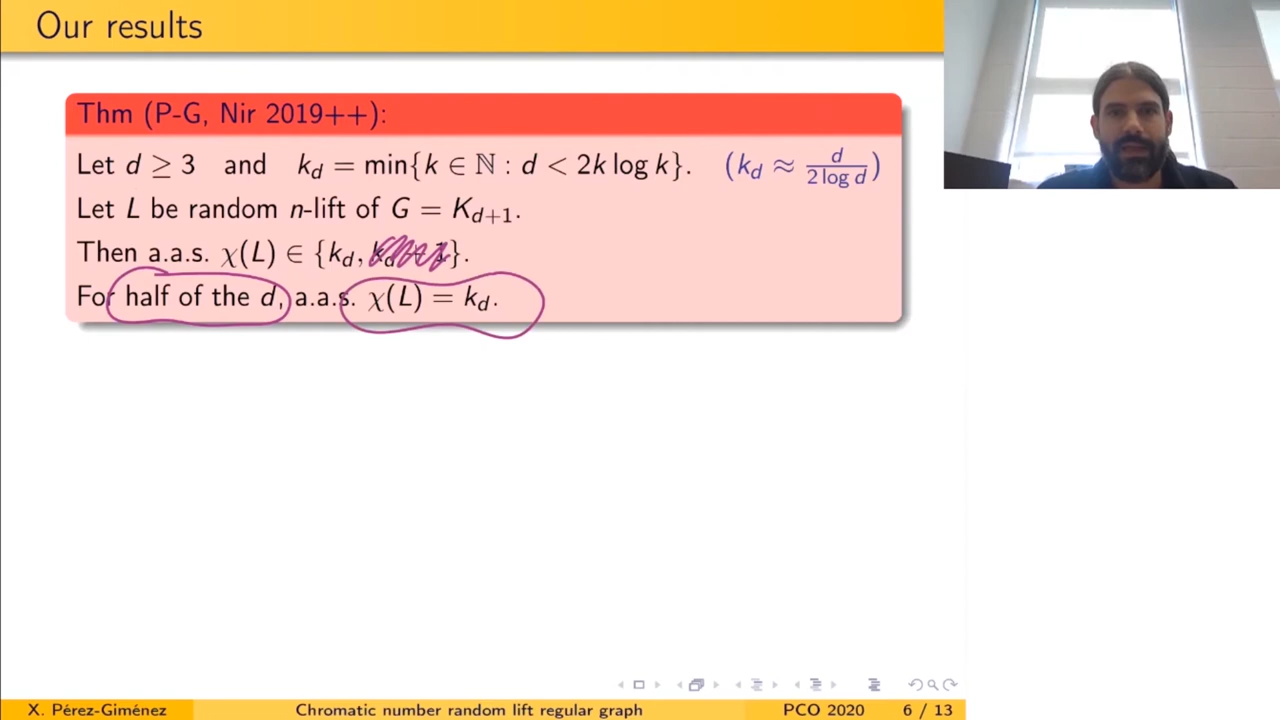 Our results
Thm (P-G, Nir 2019++):
Let d ≥ 3 and k_d = min{k ∈ ℕ : d < 2k log k}. (k_d ≈ d / 2 log d)
Let L be random n-lift of G = K_{d+1}.
Then a.a.s. χ(L) ∈ {k_d, }.
For half of the d, a.a.s. χ(L) = k_d.
X. Pérez-Giménez Chromatic number random lift regular graph PCO 2020 6 / 13